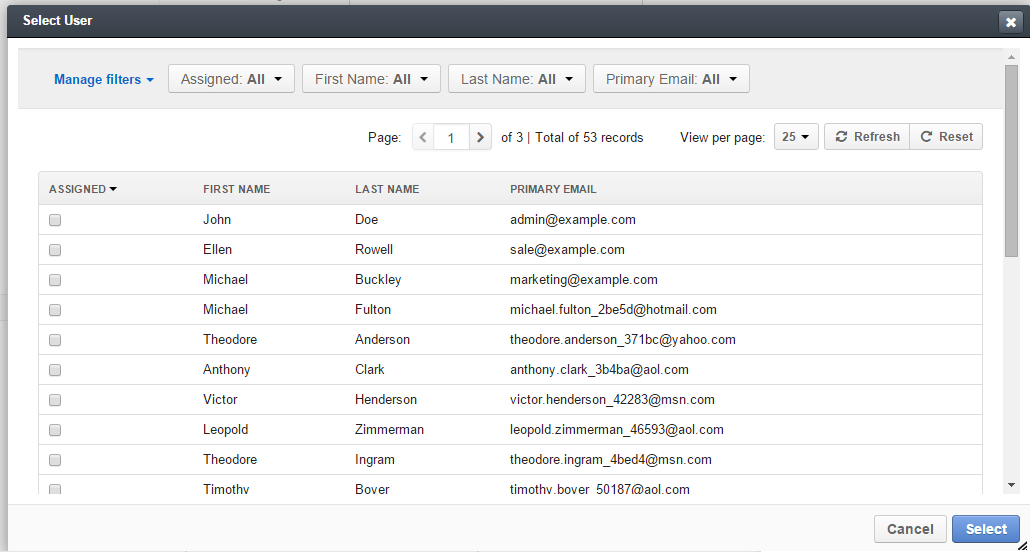 Select User
Manage filters Assigned: All First Name: All Last Name: All Primary Email: All
Page: 1 of 3 | Total of 53 records View per page: 25 Refresh Reset
ASSIGNED FIRST NAME LAST NAME PRIMARY EMAIL
John Doe admin@example.com
Ellen Rowell sale@example.com
Michael Buckley marketing@example.com
Michael Fulton michael.fulton_2be5d@hotmail.com
Theodore Anderson theodore.anderson_371bc@yahoo.com
Anthony Clark anthony.clark_3b4ba@aol.com
Victor Henderson victor.henderson_42283@msn.com
Leopold Zimmerman leopold.zimmerman_46593@aol.com
Theodore Ingram theodore.ingram_4bed4@msn.com
Timothy Boyer timothy.boyer_50187@aol.com
Cancel Select